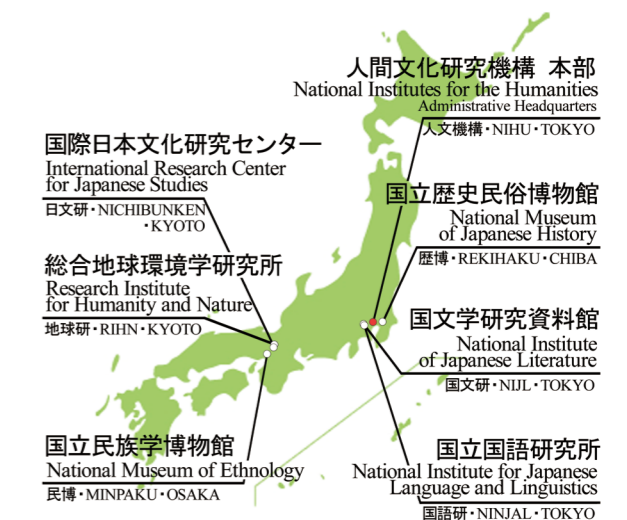 人間文化研究機構 本部
National Institutes for the Humanities
Administrative Headquarters
人文機構・NIHU・TOKYO
国際日本文化研究センター
International Research Center
for Japanese Studies
日文研・NICHIBUNKEN
・KYOTO
国立歴史民俗博物館
National Museum
of Japanese History
歴博・REKIHAKU・CHIBA
総合地球環境学研究所
Research Institute
for Humanity and Nature
地球研・RIHN・KYOTO
国文学研究資料館
National Institute
of Japanese Literature
国文研・NIJL・TOKYO
国立民族学博物館
National Museum of Ethnology
民博・MINPAKU・OSAKA
国立国語研究所
National Institute for Japanese
Language and Linguistics
国語研・NINJAL・TOKYO